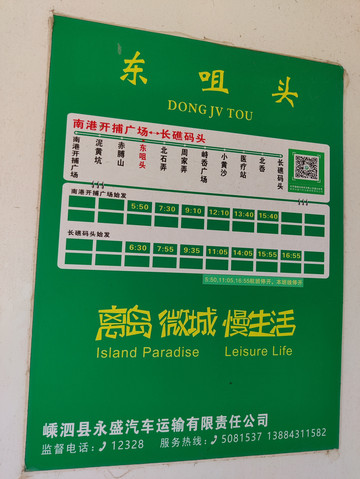 东咀头
DONG JV TOU
南港开捕广场↔长礁码头
南港开捕广场
泥黄坑
赤膊山
东咀头
北石弄
周家弄
峙岙广场
小黄沙
医疗站
北岙
长礁码头
南港开捕广场始发
5:50 7:30 9:10 12:10 13:40 15:40
长礁码头始发
6:30 7:55 9:35 11:05 14:05 15:55 16:55
离岛 微城 慢生活
Island Paradise Leisure Life
嵊泗县永盛汽车运输有限责任公司
监督电话：12328 服务热线：5081537 13884311582